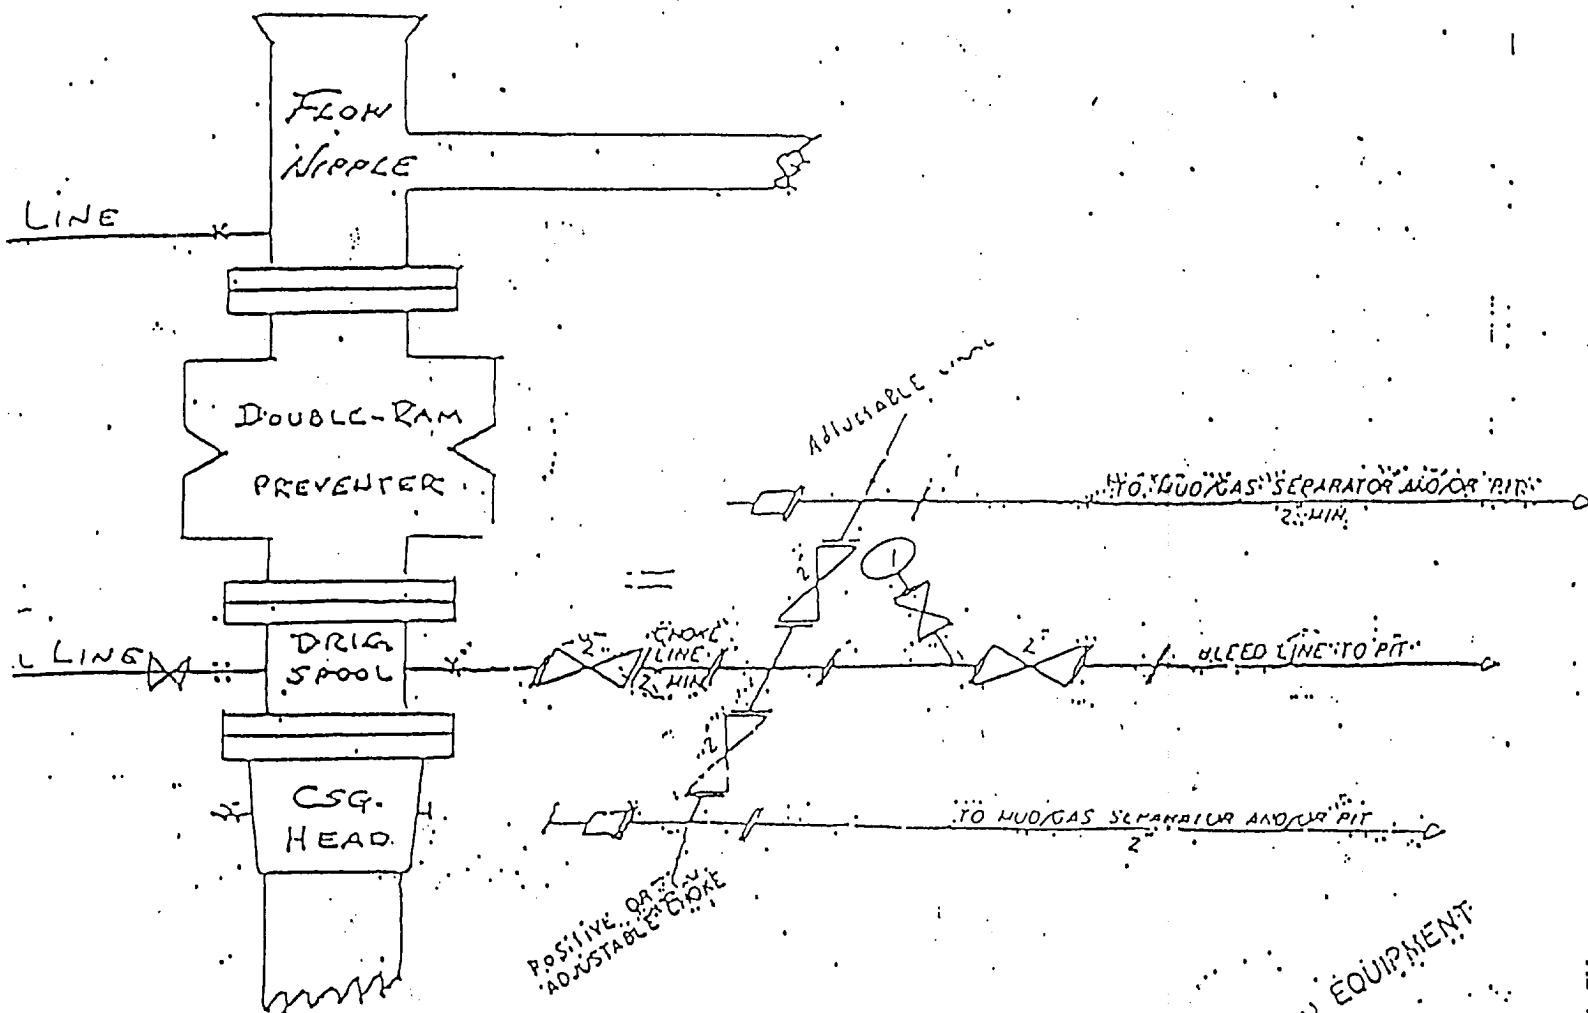 FLOW
NIPPLE
LINE
DOUBLE-RAM
PREVENTER
ADJUSTABLE
TO MUD/GAS SEPARATOR AND/OR PIT
2" MIN.
2"
1
LINE
DRLG
SPOOL
2"
CHOKE
LINE
2" MIN
2"
BLEED LINE TO PIT
2"
CSG.
HEAD
TO MUD/GAS SEPARATOR AND/OR PIT
2"
POSITIVE OR
ADJUSTABLE CHOKE
EQUIPMENT